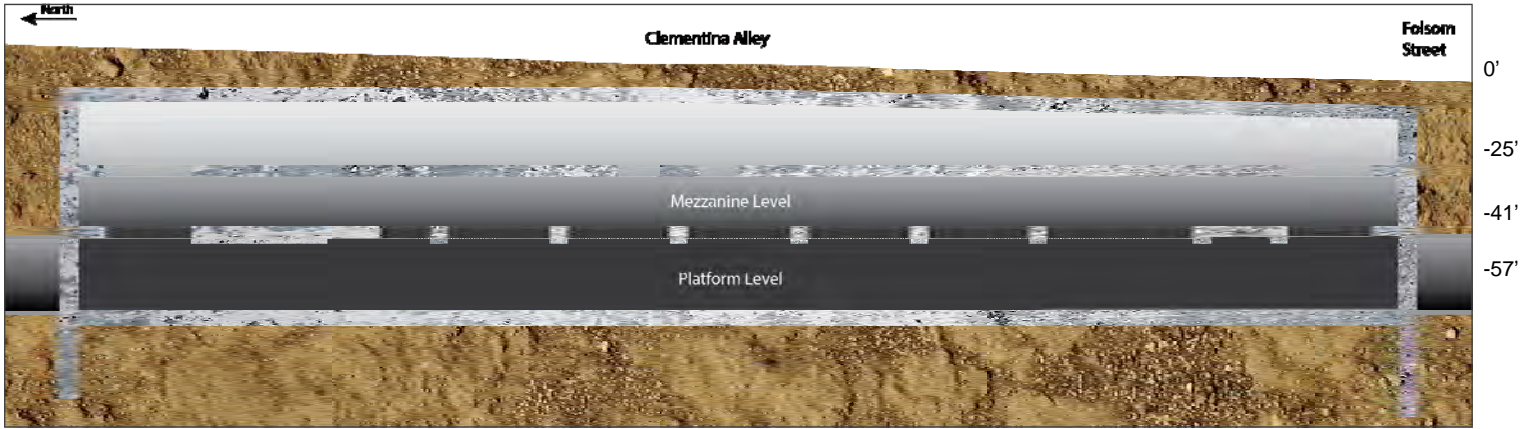 North
Clementina Alley
Folsom
Street
0’
-25’
Mezzanine Level
-41’
-57’
Platform Level